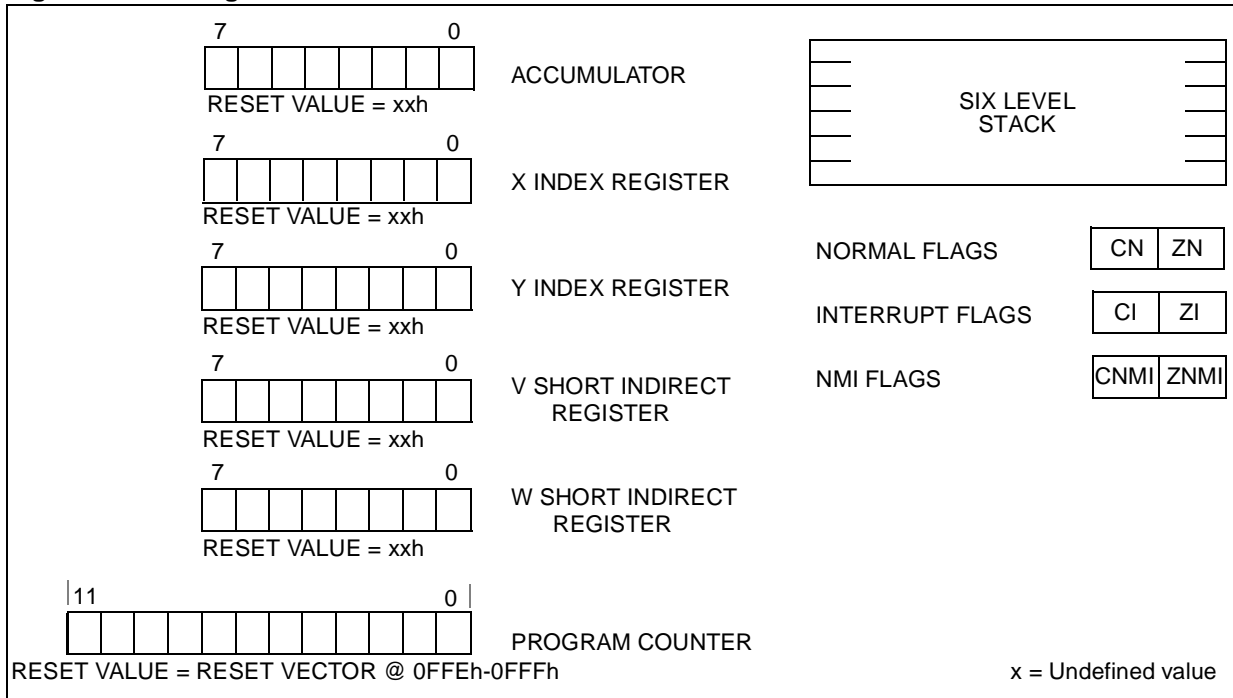 7 0
ACCUMULATOR
RESET VALUE = xxh
7 0
X INDEX REGISTER
RESET VALUE = xxh
7 0
Y INDEX REGISTER
RESET VALUE = xxh
7 0
V SHORT INDIRECT
REGISTER
RESET VALUE = xxh
7 0
W SHORT INDIRECT
REGISTER
RESET VALUE = xxh
11 0
PROGRAM COUNTER
RESET VALUE = RESET VECTOR @ 0FFEh-0FFFh
SIX LEVEL
STACK
NORMAL FLAGS CN ZN
INTERRUPT FLAGS CI ZI
NMI FLAGS CNMI ZNMI
x = Undefined value